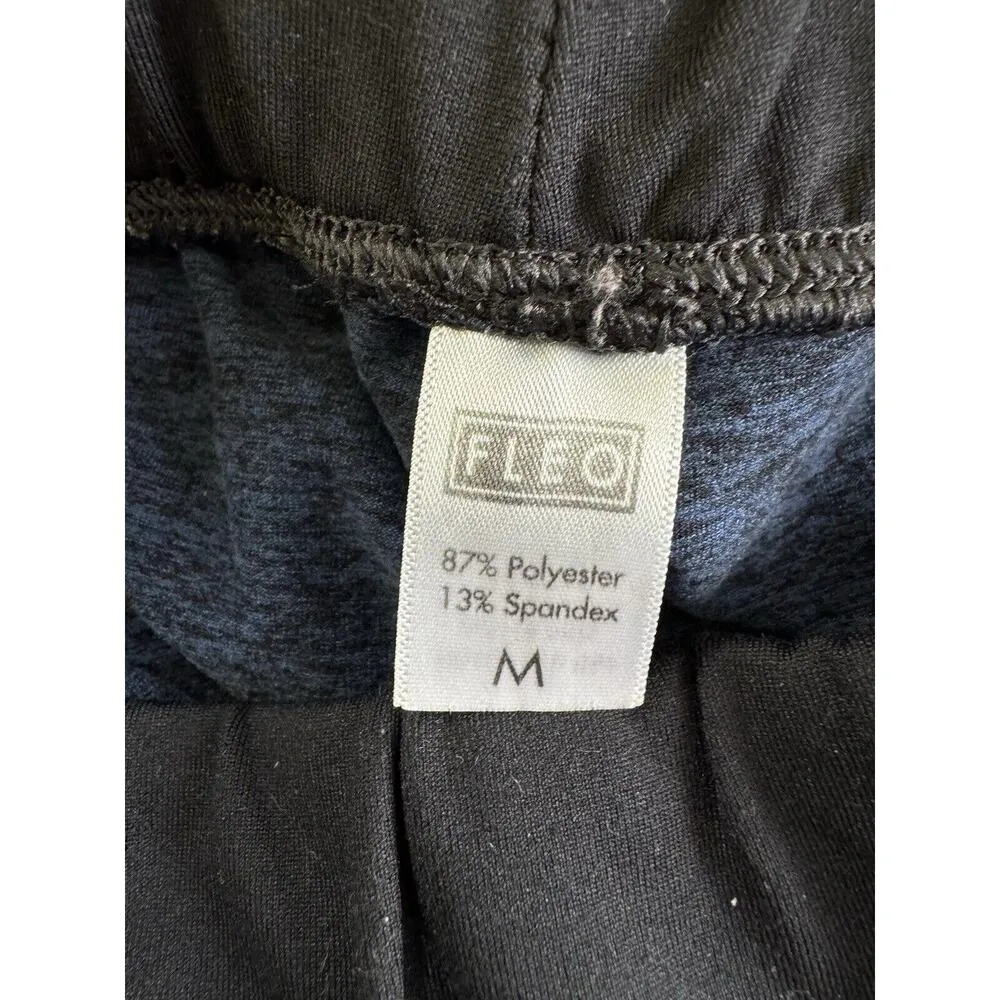 FLEO
87% Polyester
13% Spandex
M